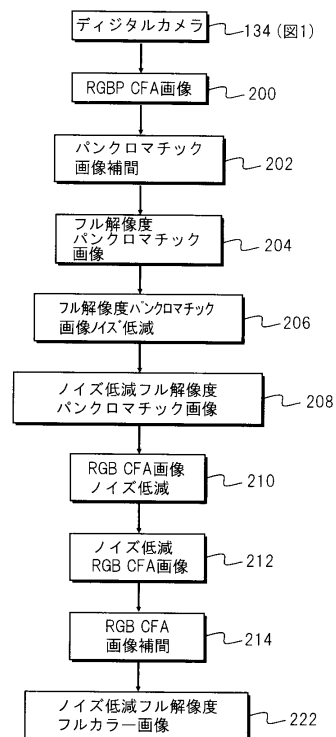 ディジタルカメラ
134 (図1)
RGBP CFA画像
200
パンクロマチック
画像補間
202
フル解像度
パンクロマチック
画像
204
フル解像度パンクロマチック
画像ノイズ低減
206
ノイズ低減フル解像度
パンクロマチック画像
208
RGB CFA画像
ノイズ低減
210
ノイズ低減
RGB CFA画像
212
RGB CFA
画像補間
214
ノイズ低減フル解像度
フルカラー画像
222